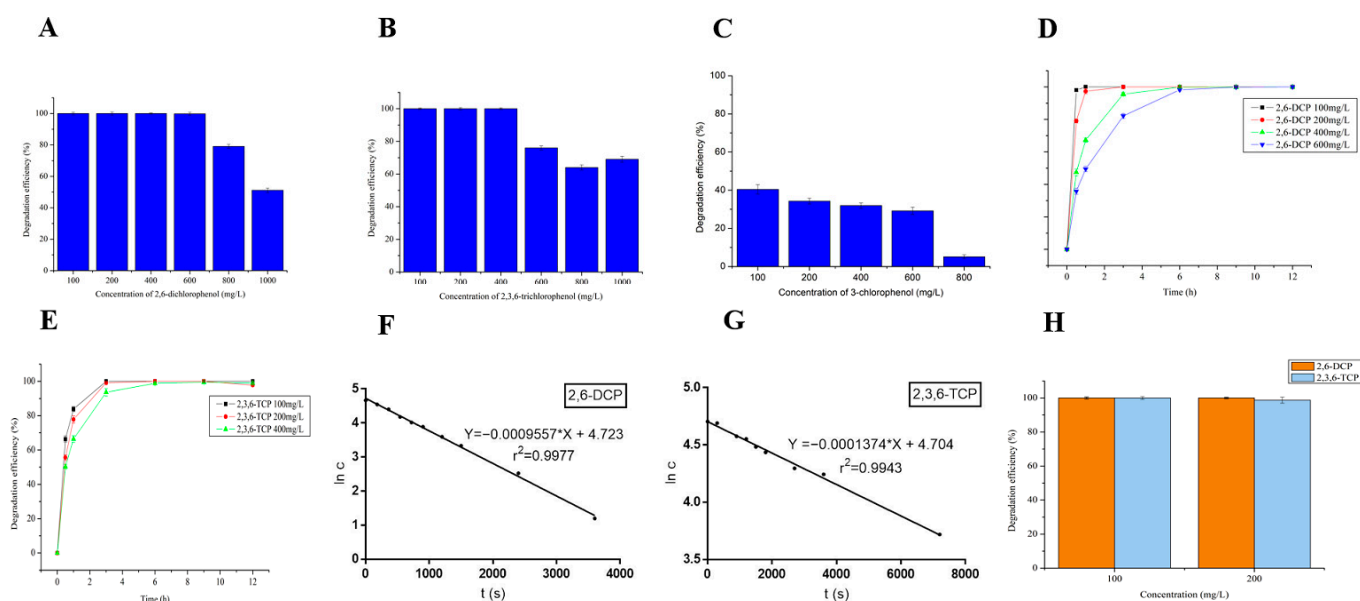 A
Degradation efficiency (%)
100
80
60
40
20
0
100 200 400 600 800 1000
Concentration of 2,6-dichlorophenol (mg/L)
B
Degradation efficiency (%)
100
80
60
40
20
0
100 200 400 600 800 1000
Concentration of 2,3,6-trichlorophenol (mg/L)
C
Degradation efficiency (%)
100
80
60
40
20
0
100 200 400 600 800
Concentration of 3-chlorophenol (mg/L)
D
2,6-DCP 100mg/L
2,6-DCP 200mg/L
2,6-DCP 400mg/L
2,6-DCP 600mg/L
0 2 4 6 8 10 12
Time (h)
E
Degradation efficiency (%)
100
80
60
40
20
0
2,3,6-TCP 100mg/L
2,3,6-TCP 200mg/L
2,3,6-TCP 400mg/L
0 2 4 6 8 10 12
Time (h)
F
ln c
5
4
3
2
1
0
2,6-DCP
Y=−0.0009557*X + 4.723
r²=0.9977
0 1000 2000 3000 4000
t (s)
G
ln c
5.0
4.5
4.0
3.5
2,3,6-TCP
Y =−0.0001374*X + 4.704
r²=0.9943
0 2000 4000 6000 8000
t (s)
H
2,6-DCP
2,3,6-TCP
Degradation efficiency (%)
100
80
60
40
20
0
100 200
Concentration (mg/L)